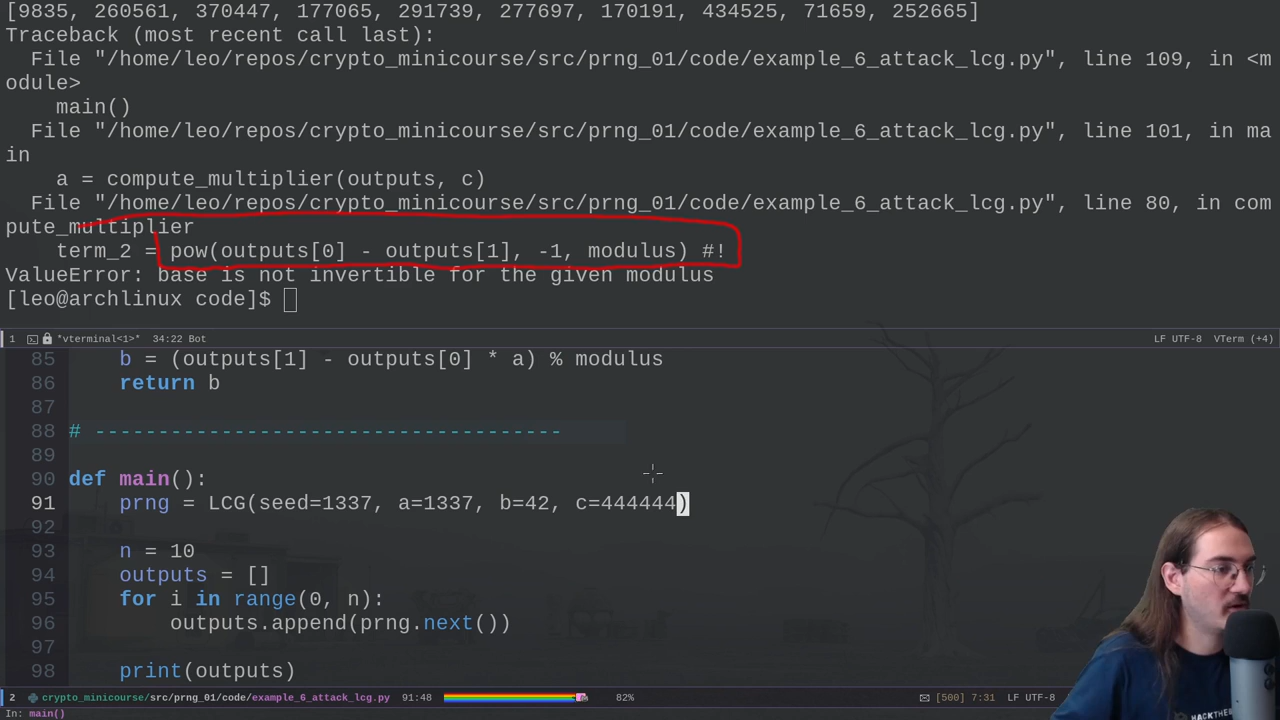 [9835, 260561, 370447, 177065, 291739, 277697, 170191, 434525, 71659, 252665]
Traceback (most recent call last):
  File "/home/leo/repos/crypto_minicourse/src/prng_01/code/example_6_attack_lcg.py", line 109, in <m
odule>
    main()
  File "/home/leo/repos/crypto_minicourse/src/prng_01/code/example_6_attack_lcg.py", line 101, in ma
in
    a = compute_multiplier(outputs, c)
  File "/home/leo/repos/crypto_minicourse/src/prng_01/code/example_6_attack_lcg.py", line 80, in com
pute_multiplier
    term_2 = pow(outputs[0] - outputs[1], -1, modulus) #!
ValueError: base is not invertible for the given modulus
[leo@archlinux code]$
1 *vterminal<1>* 34:22 Bot LF UTF-8 VTerm (+4)
85     b = (outputs[1] - outputs[0] * a) % modulus
86     return b
87
88 # -------------------------------------
89
90 def main():
91     prng = LCG(seed=1337, a=1337, b=42, c=444444)
92
93     n = 10
94     outputs = []
95     for i in range(0, n):
96         outputs.append(prng.next())
97
98     print(outputs)
2 crypto_minicourse/src/prng_01/code/example_6_attack_lcg.py 91:48 82% [500] 7:31 LF UTF-8
In: main()
HACKTHE